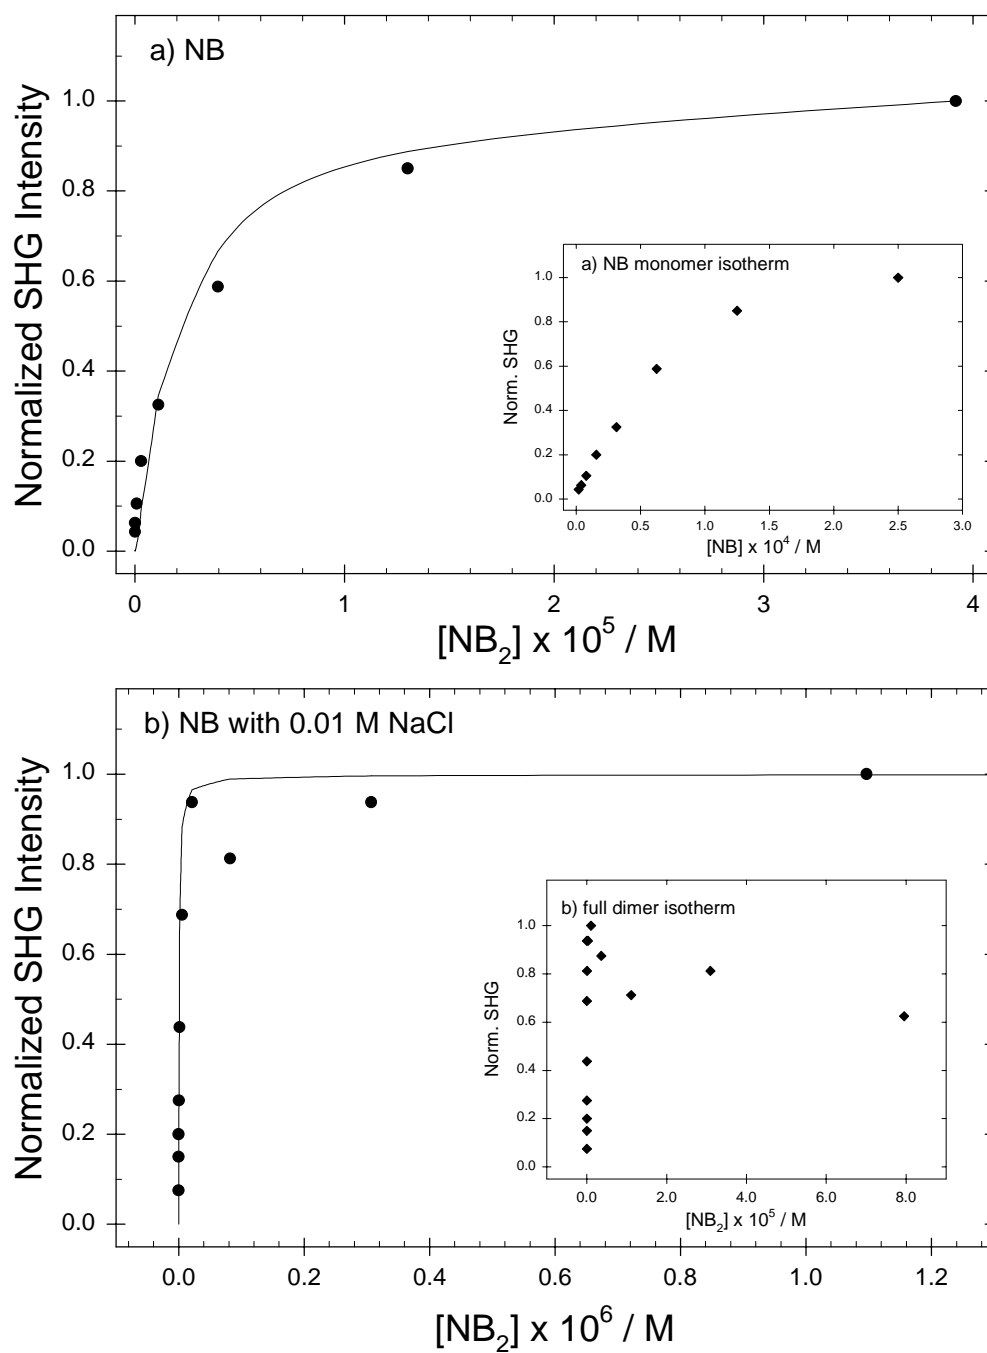 a) NB
Normalized SHG Intensity
1.0
0.8
0.6
0.4
0.2
0.0
0 1 2 3 4
[NB2] x 10^5 / M
a) NB monomer isotherm
Norm. SHG
1.0
0.8
0.6
0.4
0.2
0.0
0.0 0.5 1.0 1.5 2.0 2.5 3.0
[NB] x 10^4 / M
b) NB with 0.01 M NaCl
Normalized SHG Intensity
1.0
0.8
0.6
0.4
0.2
0.0
0.0 0.2 0.4 0.6 0.8 1.0 1.2
[NB2] x 10^6 / M
b) full dimer isotherm
Norm. SHG
1.0
0.8
0.6
0.4
0.2
0.0
0.0 2.0 4.0 6.0 8.0
[NB2] x 10^5 / M